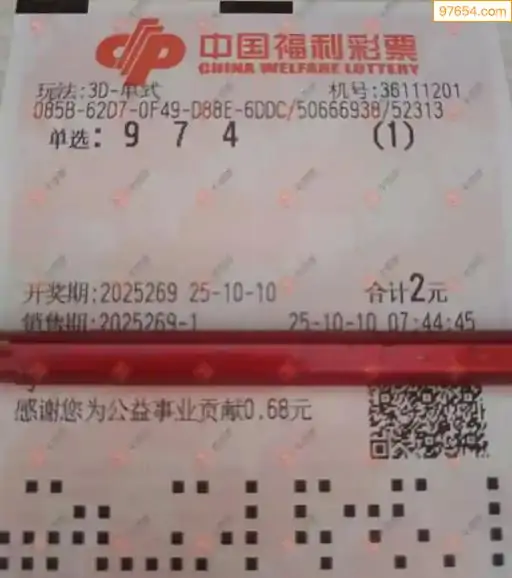 97654.com
中国福利彩票
CHINA WELFARE LOTTERY
玩法:3D-单式 机号:36111201
085B-62D7-0F49-D88E-6DDC/50666938/52313
单选: 9 7 4 (1)
开奖期:2025269 25-10-10 合计2元
销售期:2025269-1 25-10-10 07:44:45
感谢您为公益事业贡献0.68元